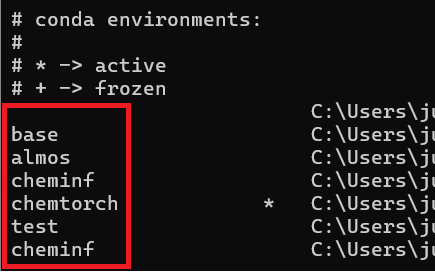 # conda environments:
#
# * -> active
# + -> frozen
C:\Users\ju
base C:\Users\ju
almos C:\Users\ju
cheminf C:\Users\ju
chemtorch * C:\Users\ju
test C:\Users\ju
cheminf C:\Users\ju